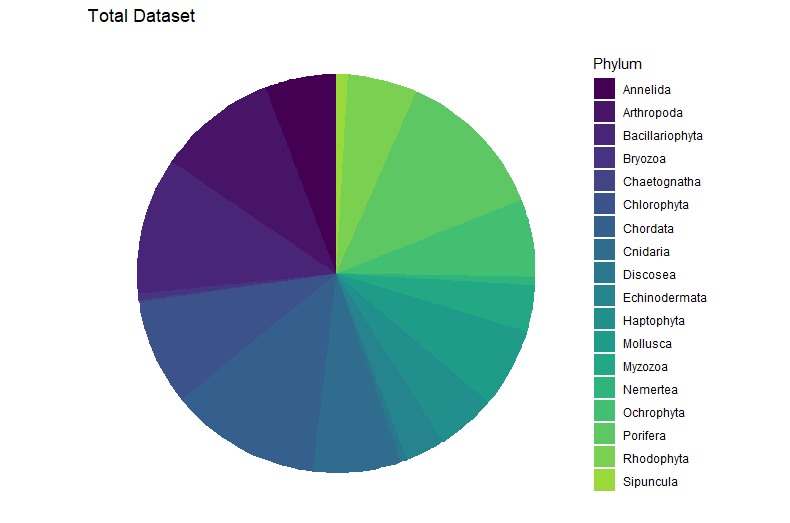 Total Dataset
Phylum
Annelida
Arthropoda
Bacillariophyta
Bryozoa
Chaetognatha
Chlorophyta
Chordata
Cnidaria
Discosea
Echinodermata
Haptophyta
Mollusca
Myzozoa
Nemertea
Ochrophyta
Porifera
Rhodophyta
Sipuncula